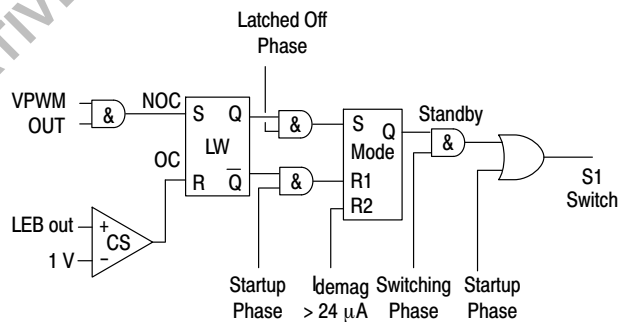 Latched Off
Phase
VPWM
OUT
&
NOC
S Q
LW
OC
R Q
&
&
S Q
Mode
R1
R2
Standby
&
S1
Switch
LEB out
+
CS
1 V
−
Startup
Phase
Idemag
> 24 μA
Switching
Phase
Startup
Phase